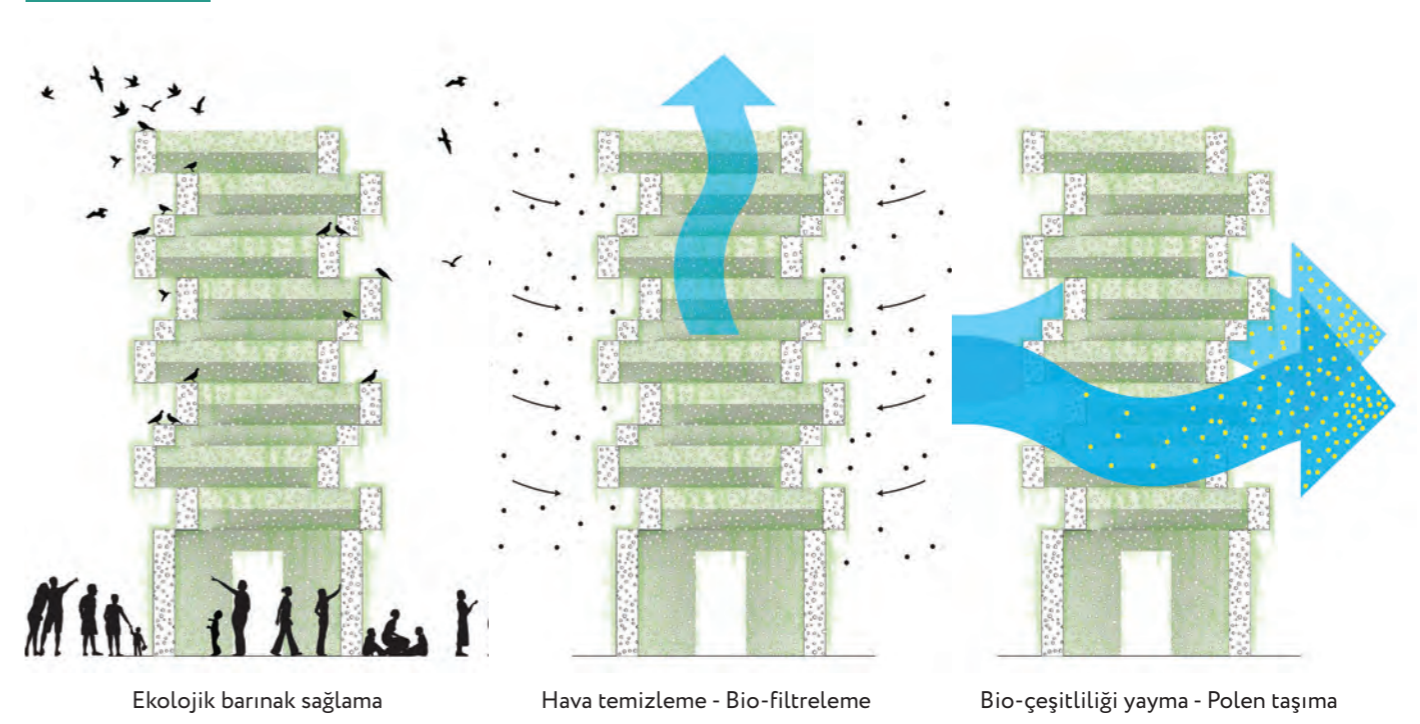 Ekolojik barınak sağlama
Hava temizleme - Bio-filtreleme
Bio-çeşitliliği yayma - Polen taşıma